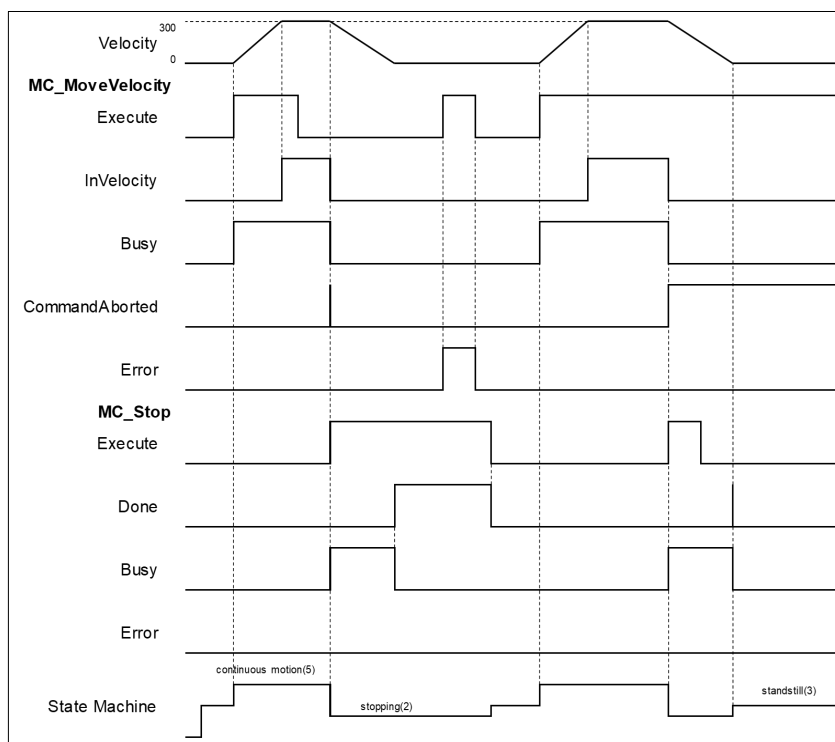 300
Velocity
0
MC_MoveVelocity
Execute
InVelocity
Busy
CommandAborted
Error
MC_Stop
Execute
Done
Busy
Error
continuous motion(5)
standstill(3)
State Machine
stopping(2)